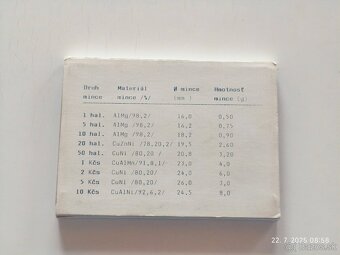 Druh Materiál Ø mince Hmotnosť
mince mince /%/ (mm ) mince (g)
1 hal. AlMg/98,2/ 16,0 0,50
5 hal. AlMg/98,2/ 16,2 0,75
10 hal. AlMg/98,2/ 18,2 0,90
20 hal. CuZnNi /78,20,2/ 19,5 2,60
50 hal. CuNi /80,20 / 20,8 3,20
1 Kčs CuAlMn/91,8,1/ 23,0 4,0
2 Kčs CuNi /80,20/ 24,0 6,0
5 Kčs CuNi /80,20/ 26,0 7,0
10 Kčs CuAlNi/92,6,2/ 24.5 8,0
22. 7. 2025 08:58